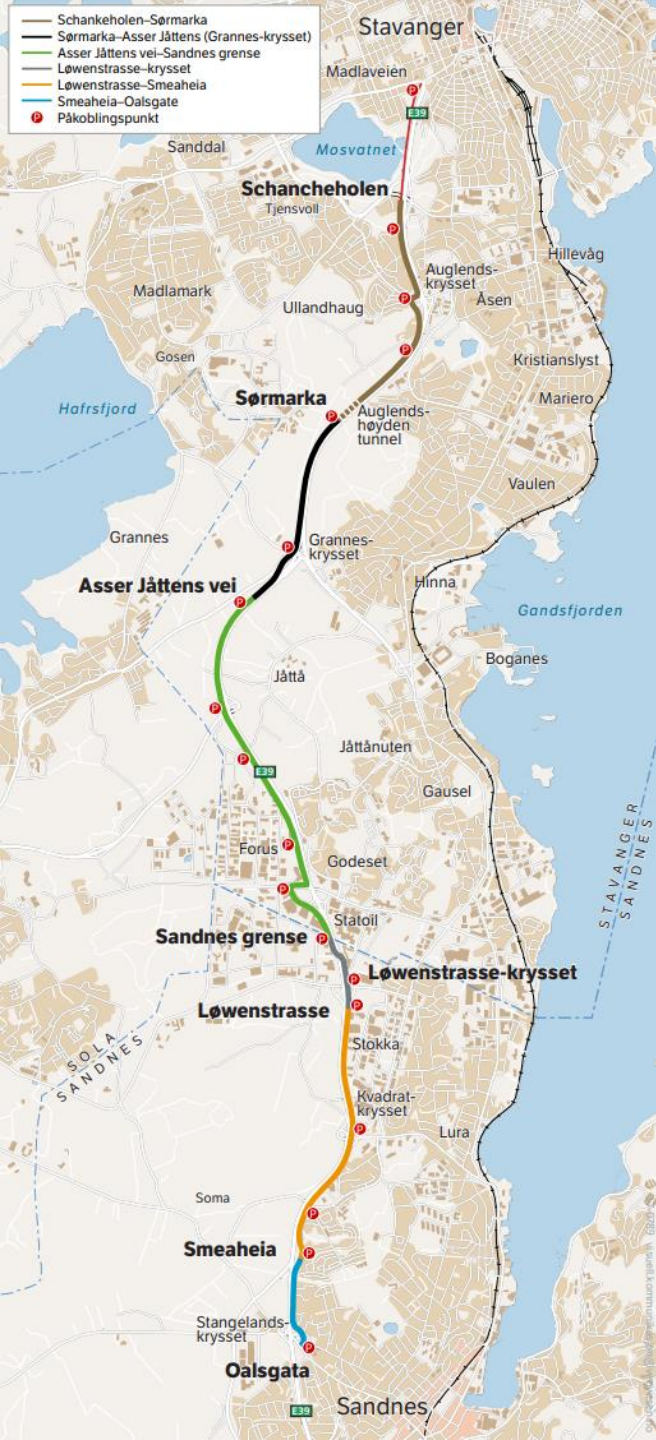 Schankeholen–Sørmarka
Sørmarka–Asser Jåttens (Grannes-krysset)
Asser Jåttens vei–Sandnes grense
Løwenstrasse–krysset
Løwenstrasse–Smeaheia
Smeaheia–Oalsgate
P Påkoblingspunkt
Stavanger
Madlaveien
P
E39
Sanddal
Mosvatnet
Schancheholen
Tjensvoll
P
Hillevåg
Auglends-
krysset
Madlamark
P
Åsen
Ullandhaug
P
Gosen
Kristianslyst
Sørmarka
Mariero
Hafrsfjord
P
Auglends-
høyden
tunnel
Vaulen
Grannes
P
Grannes-
krysset
Asser Jåttens vei
Hinna
P
Gandsfjorden
Boganes
Jåttå
P
Jåttånuten
P
E39
Gausel
STAVANGER
SANDNES
Forus
P
Godeset
P
Statoil
Sandnes grense
P
Løwenstrasse-krysset
P
Løwenstrasse
P
SOLA
SANDNES
Stokka
Kvadrat-
krysset
P
Lura
Soma
P
Smeaheia
P
Stangelands-
krysset
P
Oalsgata
E39
Sandnes